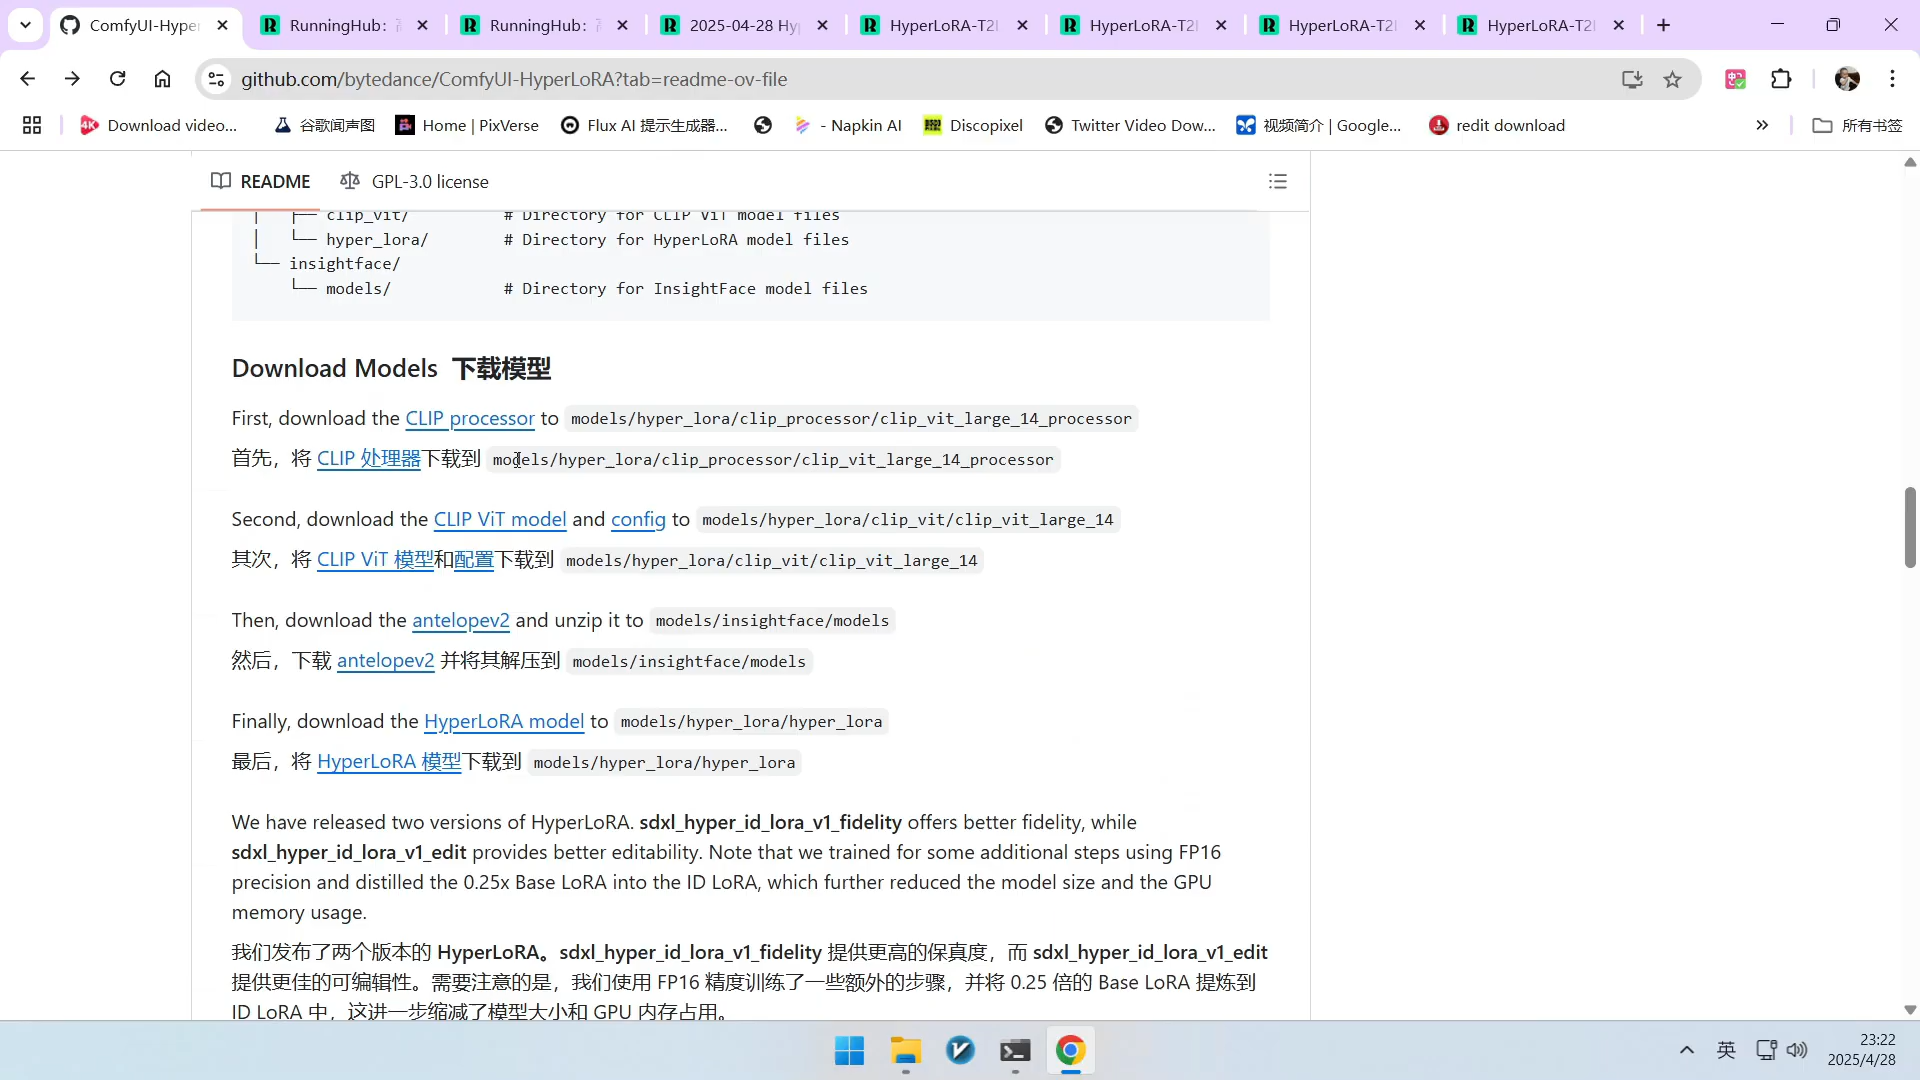 ComfyUI-Hyper
RunningHub:
RunningHub:
2025-04-28 Hy
HyperLoRA-T2I
HyperLoRA-T2I
HyperLoRA-T2I
HyperLoRA-T2I
github.com/bytedance/ComfyUI-HyperLoRA?tab=readme-ov-file
Download video...
谷歌闻声图
Home | PixVerse
Flux AI 提示生成器...
- Napkin AI
Discopixel
Twitter Video Dow...
视频简介 | Google...
redit download
所有书签
README
GPL-3.0 license
│   ├── clip_vit/          # Directory for CLIP ViT model files
│   └── hyper_lora/        # Directory for HyperLoRA model files
└── insightface/
    └── models/            # Directory for InsightFace model files
Download Models 下载模型
First, download the CLIP processor to models/hyper_lora/clip_processor/clip_vit_large_14_processor
首先，将 CLIP 处理器下载到 models/hyper_lora/clip_processor/clip_vit_large_14_processor
Second, download the CLIP ViT model and config to models/hyper_lora/clip_vit/clip_vit_large_14
其次，将 CLIP ViT 模型和配置下载到 models/hyper_lora/clip_vit/clip_vit_large_14
Then, download the antelopev2 and unzip it to models/insightface/models
然后，下载 antelopev2 并将其解压到 models/insightface/models
Finally, download the HyperLoRA model to models/hyper_lora/hyper_lora
最后，将 HyperLoRA 模型下载到 models/hyper_lora/hyper_lora
We have released two versions of HyperLoRA. sdxl_hyper_id_lora_v1_fidelity offers better fidelity, while
sdxl_hyper_id_lora_v1_edit provides better editability. Note that we trained for some additional steps using FP16
precision and distilled the 0.25x Base LoRA into the ID LoRA, which further reduced the model size and the GPU
memory usage.
我们发布了两个版本的 HyperLoRA。sdxl_hyper_id_lora_v1_fidelity 提供更高的保真度，而 sdxl_hyper_id_lora_v1_edit
提供更佳的可编辑性。需要注意的是，我们使用 FP16 精度训练了一些额外的步骤，并将 0.25 倍的 Base LoRA 提炼到
ID LoRA 中，这进一步缩减了模型大小和 GPU 内存占用。
英
23:22
2025/4/28